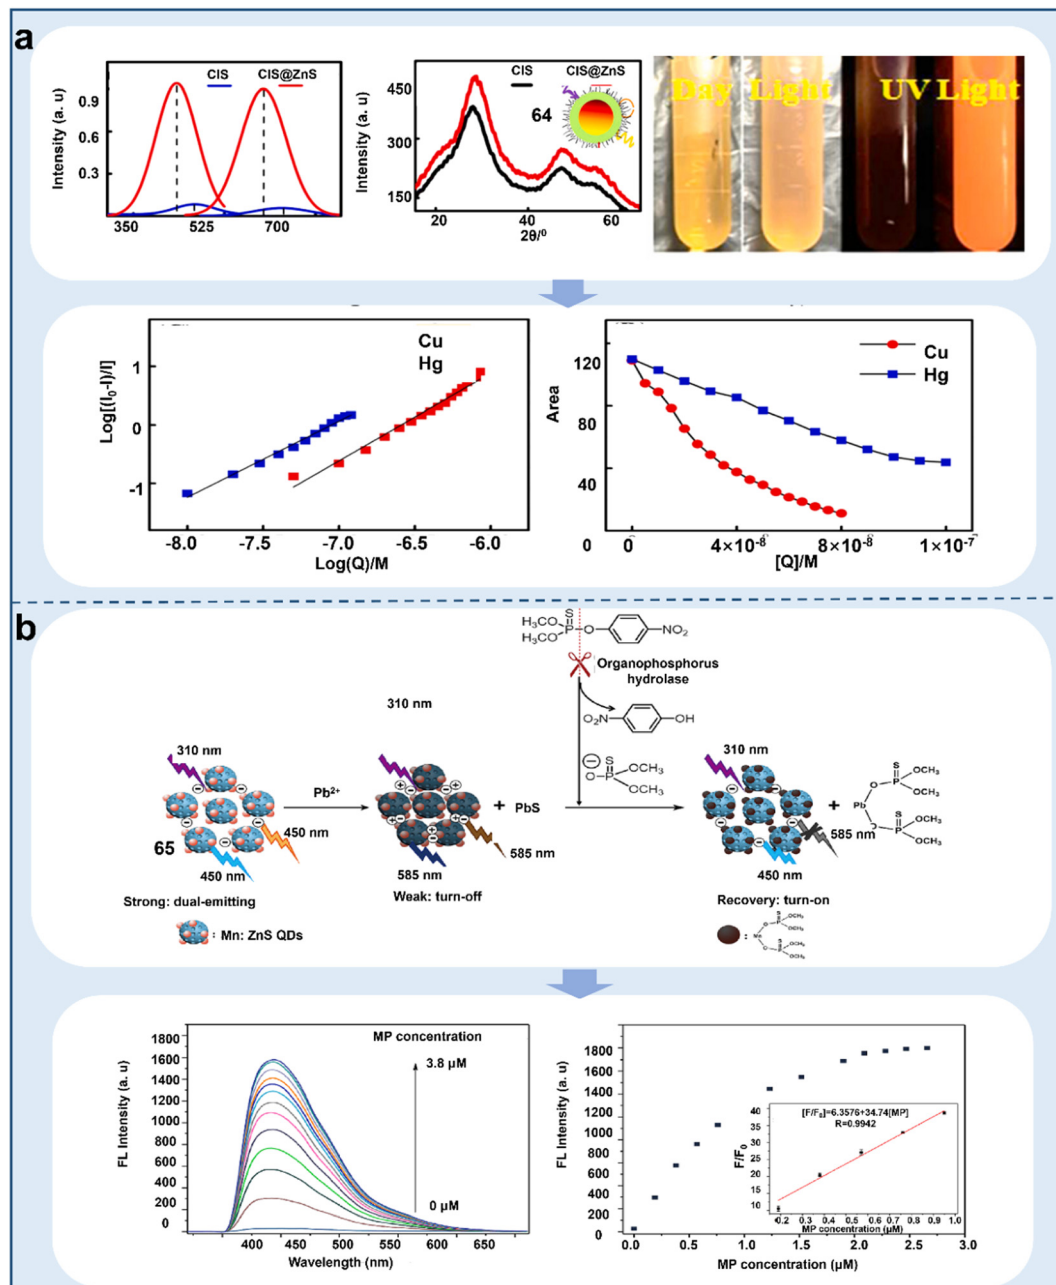 a
CIS
CIS@ZnS
Intensity (a. u)
0.9
0.6
0.3
350
525
700
CIS
CIS@ZnS
64
Intensity (a. u)
450
300
150
20
40
60
2θ/⁰
Day Light
UV Light
Cu
Hg
Log[(I₀-I)/I]
1
0
-1
-8.0
-7.5
-7.0
-6.5
-6.0
Log(Q)/M
Cu
Hg
Area
120
80
40
0
0
4×10⁻⁸
8×10⁻⁸
1×10⁻⁷
[Q]/M
b
S
H₃CO
H₃CO
P
O
NO₂
Organophosphorus
hydrolase
310 nm
O₂N
OH
S
O
P
OCH₃
OCH₃
310 nm
Pb²⁺
+ PbS
65
450 nm
450 nm
585 nm
585 nm
310 nm
450 nm
585 nm
+
S
O
P
OCH₃
OCH₃
Pb
S
O
P
OCH₃
OCH₃
Strong: dual-emitting
Weak: turn-off
Recovery: turn-on
: Mn: ZnS QDs
:
S
O
P
OCH₃
OCH₃
Mn
S
O
P
OCH₃
OCH₃
MP concentration
3.8 μM
0 μM
FL Intensity (a. u)
1800
1600
1400
1200
1000
800
600
400
200
0
400
450
500
550
600
650
Wavelength (nm)
FL Intensity (a. u)
1800
1600
1400
1200
1000
800
600
400
200
0
0.0
0.5
1.0
1.5
2.0
2.5
3.0
MP concentration (μM)
[F/F₀]=6.3576+34.74[MP]
R=0.9942
F/F₀
40
35
30
25
20
15
10
0.2
0.3
0.4
0.5
0.6
0.7
0.8
0.9
1.0
MP concentration (μM)